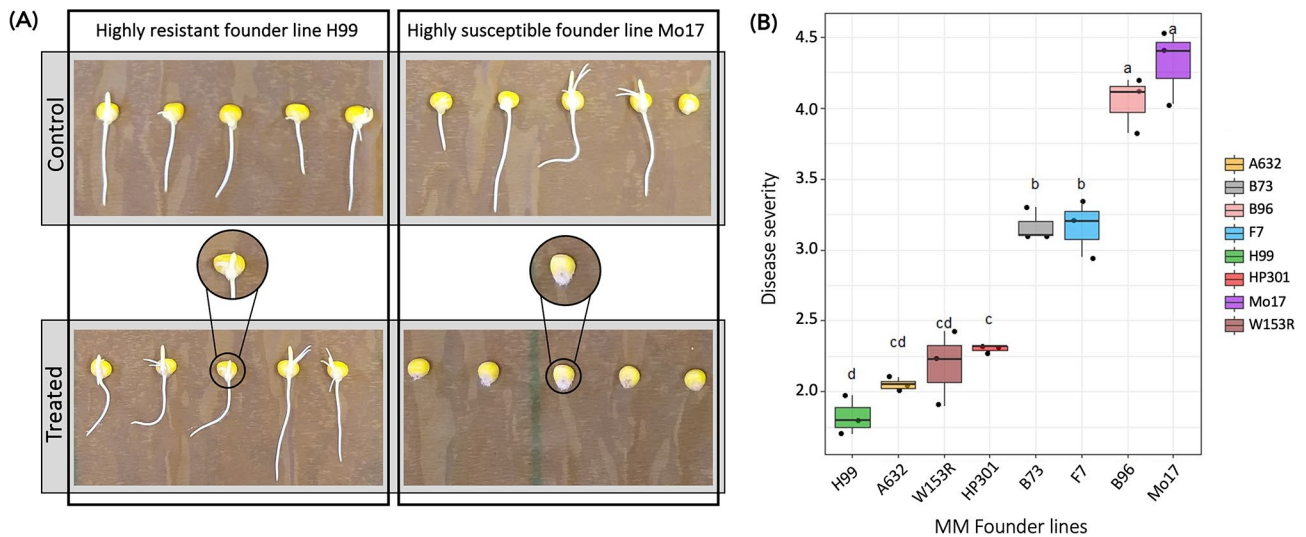 (A)
Highly resistant founder line H99
Highly susceptible founder line Mo17
Control
Treated
(B)
Disease severity
4.5
4.0
3.5
3.0
2.5
2.0
d
cd
cd
c
b
b
a
a
H99
A632
W153R
HP301
B73
F7
B96
Mo17
MM Founder lines
A632
B73
B96
F7
H99
HP301
Mo17
W153R